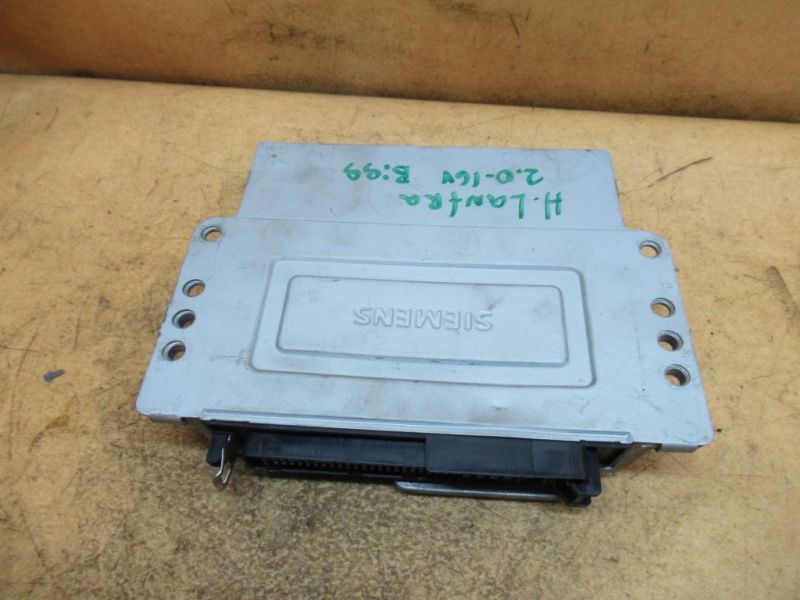 H. LANTRA
2.0-16V B:99
SIEMENS